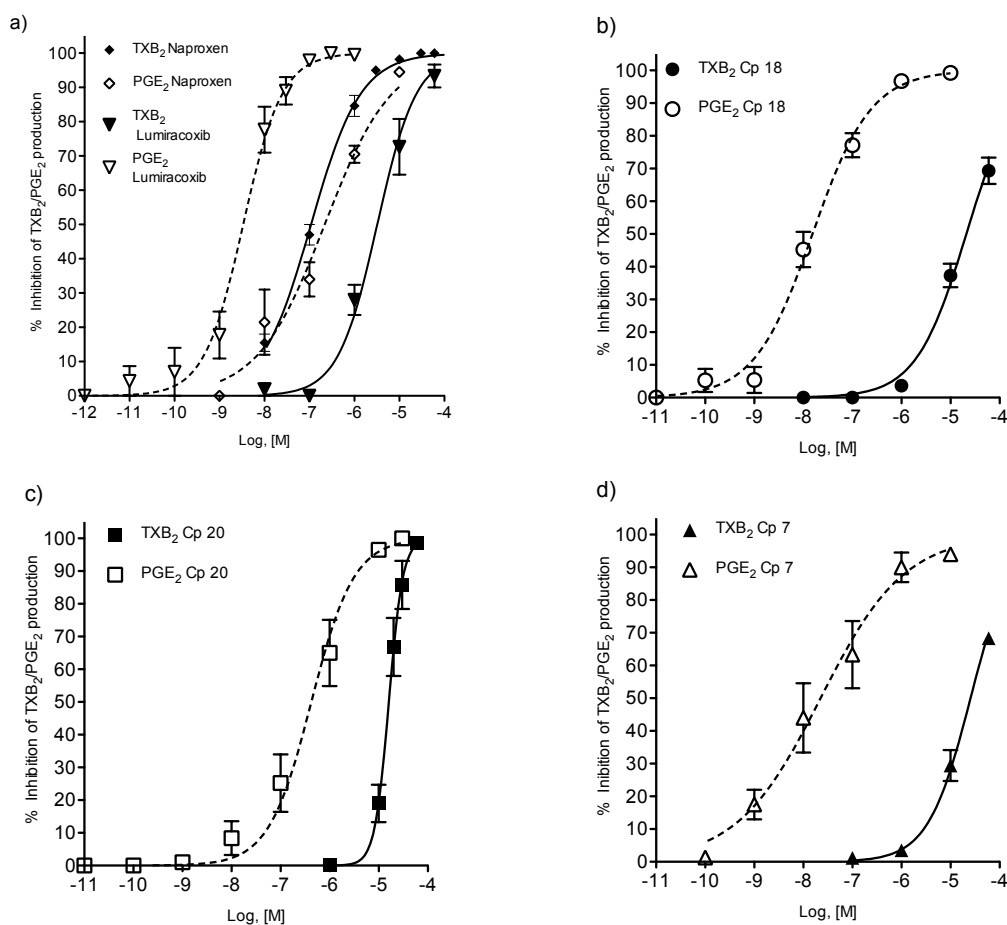 a)
TXB2 Naproxen
PGE2 Naproxen
TXB2
Lumiracoxib
PGE2
Lumiracoxib
% Inhibition of TXB2/PGE2 production
100
90
80
70
60
50
40
30
20
10
0
-12 -11 -10 -9 -8 -7 -6 -5 -4
Log, [M]
b)
TXB2 Cp 18
PGE2 Cp 18
% Inhibition of TXB2/PGE2 production
100
90
80
70
60
50
40
30
20
10
0
-11 -10 -9 -8 -7 -6 -5 -4
Log, [M]
c)
TXB2 Cp 20
PGE2 Cp 20
% Inhibition of TXB2/PGE2 production
100
90
80
70
60
50
40
30
20
10
0
-11 -10 -9 -8 -7 -6 -5 -4
Log, [M]
d)
TXB2 Cp 7
PGE2 Cp 7
% Inibition of TXB2/PGE2 production
100
90
80
70
60
50
40
30
20
10
0
-11 -10 -9 -8 -7 -6 -5 -4
Log, [M]